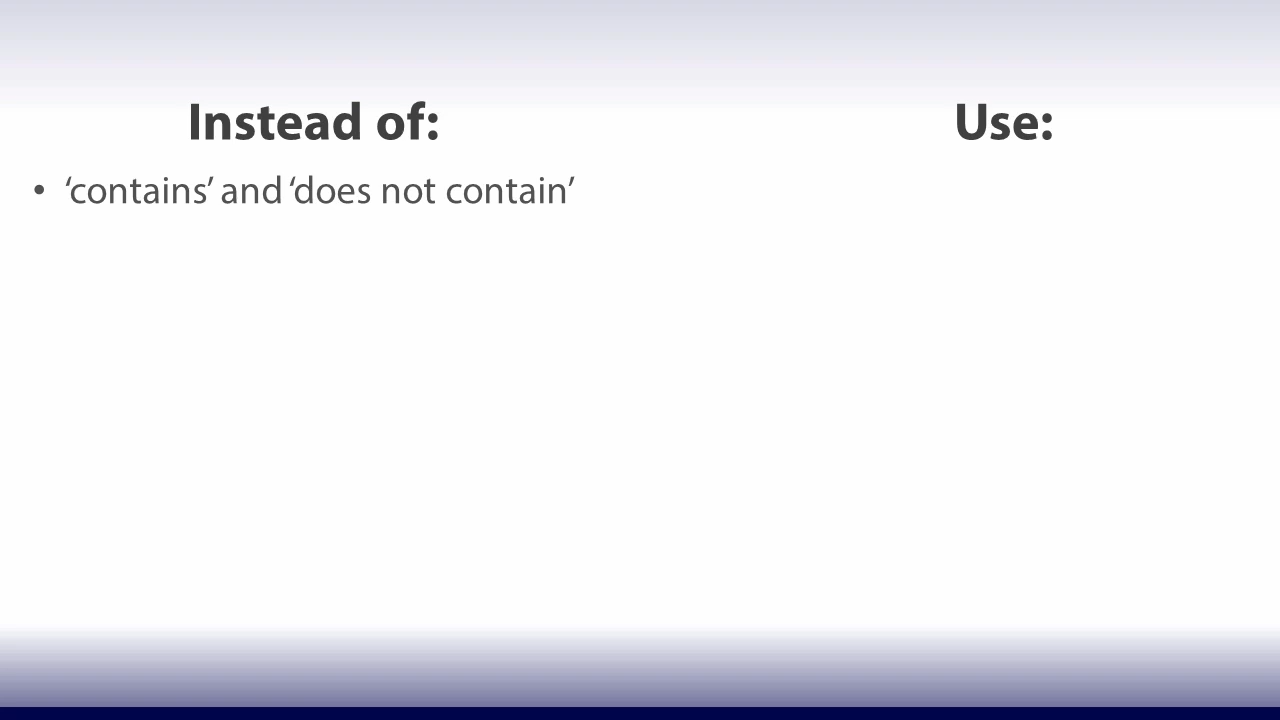 Instead of:
Use:
• ‘contains’ and ‘does not contain’